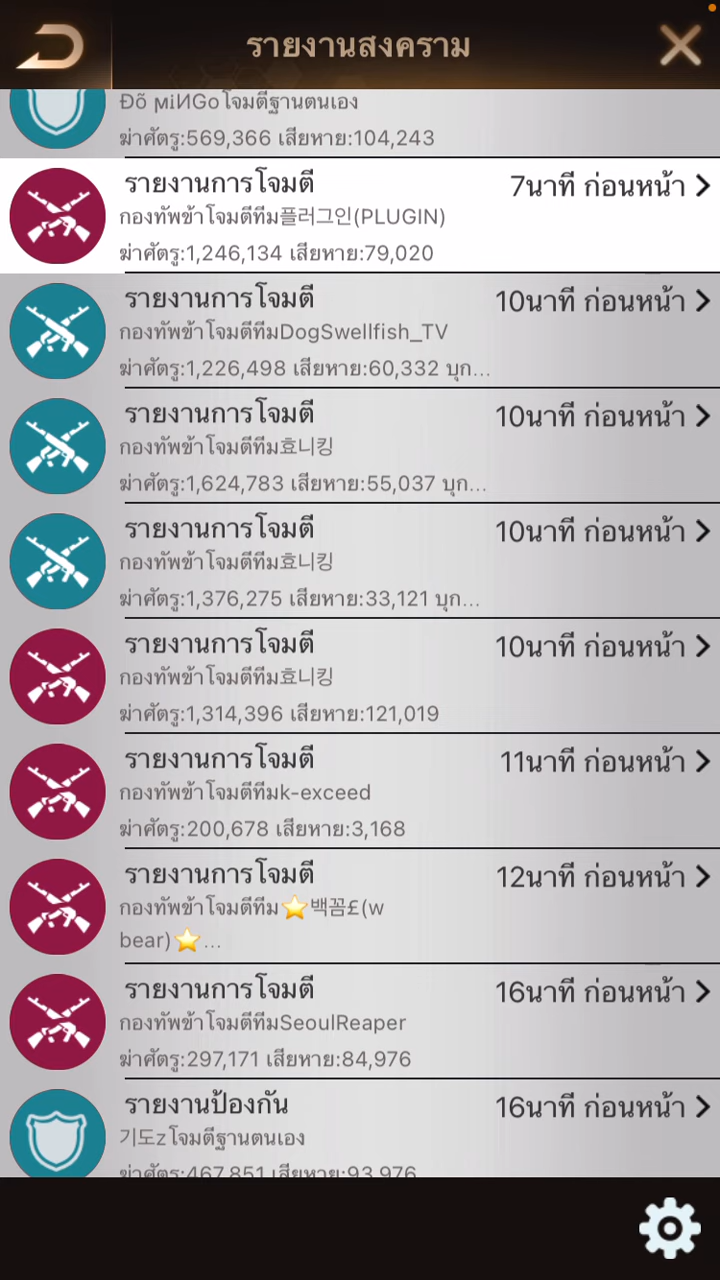 รายงานสงคราม
Đõ мiИGoโจมตีฐานตนเอง
ฆ่าศัตรู:569,366 เสียหาย:104,243
รายงานการโจมตี
7นาที ก่อนหน้า
กองทัพข้าโจมตีทีม플러그인(PLUGIN)
ฆ่าศัตรู:1,246,134 เสียหาย:79,020
รายงานการโจมตี
10นาที ก่อนหน้า
กองทัพข้าโจมตีทีมDogSwellfish_TV
ฆ่าศัตรู:1,226,498 เสียหาย:60,332 บุก...
รายงานการโจมตี
10นาที ก่อนหน้า
กองทัพข้าโจมตีทีม효니킹
ฆ่าศัตรู:1,624,783 เสียหาย:55,037 บุก...
รายงานการโจมตี
10นาที ก่อนหน้า
กองทัพข้าโจมตีทีม효니킹
ฆ่าศัตรู:1,376,275 เสียหาย:33,121 บุก...
รายงานการโจมตี
10นาที ก่อนหน้า
กองทัพข้าโจมตีทีม효니킹
ฆ่าศัตรู:1,314,396 เสียหาย:121,019
รายงานการโจมตี
11นาที ก่อนหน้า
กองทัพข้าโจมตีทีมk-exceed
ฆ่าศัตรู:200,678 เสียหาย:3,168
รายงานการโจมตี
12นาที ก่อนหน้า
กองทัพข้าโจมตีทีม⭐백꼼£(w
bear)⭐...
รายงานการโจมตี
16นาที ก่อนหน้า
กองทัพข้าโจมตีทีมSeoulReaper
ฆ่าศัตรู:297,171 เสียหาย:84,976
รายงานป้องกัน
16นาที ก่อนหน้า
기도zโจมตีฐานตนเอง
ฆ่าศัตรู:467,851 เสียหาย:93,976